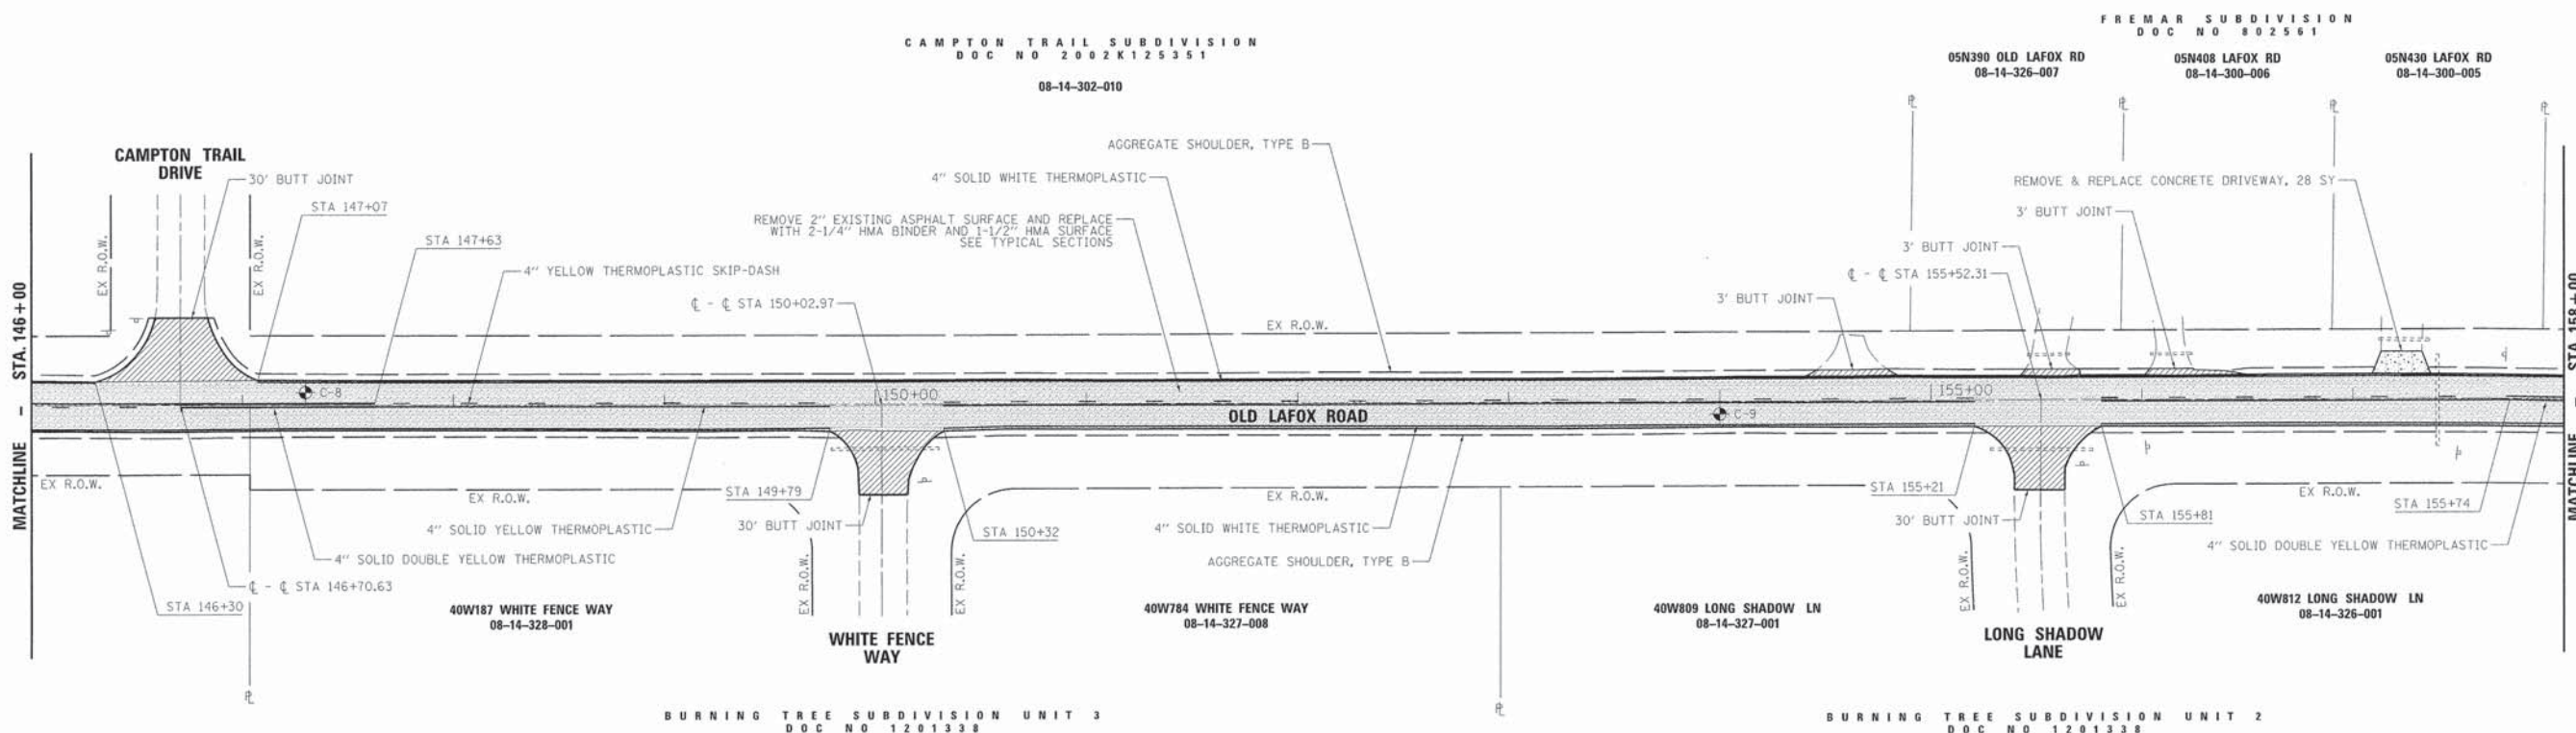 FREMAR SUBDIVISION
DOC NO 802561
CAMPTON TRAIL SUBDIVISION
DOC NO 2002K125351
08-14-302-010
05N390 OLD LAFOX RD
08-14-326-007
05N408 LAFOX RD
08-14-300-006
05N430 LAFOX RD
08-14-300-005
℄
℄
℄
℄
CAMPTON TRAIL
DRIVE
30' BUTT JOINT
STA 147+07
STA 147+63
4" YELLOW THERMOPLASTIC SKIP-DASH
℄ - ℄ STA 150+02.97
REMOVE 2" EXISTING ASPHALT SURFACE AND REPLACE
WITH 2-1/4" HMA BINDER AND 1-1/2" HMA SURFACE
SEE TYPICAL SECTIONS
4" SOLID WHITE THERMOPLASTIC
AGGREGATE SHOULDER, TYPE B
REMOVE & REPLACE CONCRETE DRIVEWAY, 28 SY
3' BUTT JOINT
3' BUTT JOINT
℄ - ℄ STA 155+52.31
3' BUTT JOINT
EX R.O.W.
EX R.O.W.
EX R.O.W.
MATCHLINE - STA. 146+00
MATCHLINE - STA 158+00
C-8
150+00
OLD LAFOX ROAD
C-9
155+00
EX R.O.W.
EX R.O.W.
STA 149+79
EX R.O.W.
STA 155+21
EX R.O.W.
STA 155+74
4" SOLID YELLOW THERMOPLASTIC
30' BUTT JOINT
STA 150+32
4" SOLID WHITE THERMOPLASTIC
30' BUTT JOINT
STA 155+81
4" SOLID DOUBLE YELLOW THERMOPLASTIC
4" SOLID DOUBLE YELLOW THERMOPLASTIC
AGGREGATE SHOULDER, TYPE B
℄ - ℄ STA 146+70.63
STA 146+30
EX R.O.W.
EX R.O.W.
EX R.O.W.
EX R.O.W.
40W187 WHITE FENCE WAY
08-14-328-001
40W784 WHITE FENCE WAY
08-14-327-008
40W809 LONG SHADOW LN
08-14-327-001
40W812 LONG SHADOW LN
08-14-326-001
WHITE FENCE
WAY
LONG SHADOW
LANE
℄
℄
BURNING TREE SUBDIVISION UNIT 3
DOC NO 1201338
BURNING TREE SUBDIVISION UNIT 2
DOC NO 1201338